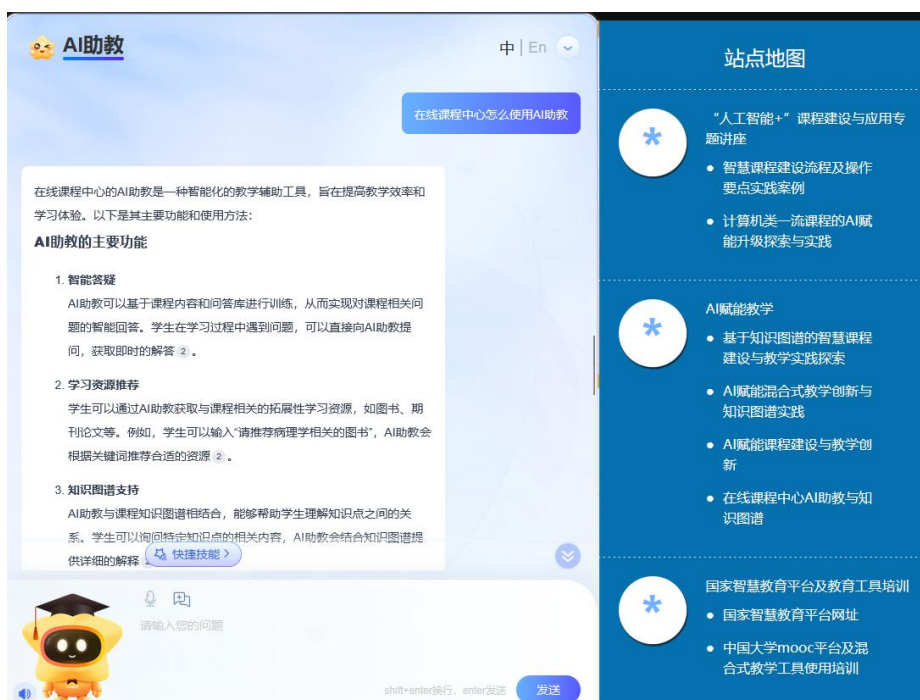 AI助教
中 | En
在线课程中心怎么使用AI助教
在线课程中心的AI助教是一种智能化的教学辅助工具，旨在提高教学效率和
学习体验。以下是其主要功能和使用方法：
AI助教的主要功能
1. 智能答疑
AI助教可以基于课程内容和问答库进行训练，从而实现对课程相关问
题的智能回答。学生在学习过程中遇到问题，可以直接向AI助教提
问，获取即时的解答 2 。
2. 学习资源推荐
学生可以通过AI助教获取与课程相关的拓展性学习资源，如图书、期
刊论文等。例如，学生可以输入“请推荐病理学相关的图书”，AI助教会
根据关键词推荐合适的资源 2 。
3. 知识图谱支持
AI助教与课程知识图谱相结合，能够帮助学生理解知识点之间的关
系。学生可以询问特定知识点的相关内容，AI助教会结合知识图谱提
供详细的解释
快捷技能 >
请输入您的问题
shift+enter换行，enter发送
发送
站点地图
“人工智能+”课程建设与应用专
题讲座
• 智慧课程建设流程及操作
要点实践案例
• 计算机类一流课程的AI赋
能升级探索与实践
AI赋能教学
• 基于知识图谱的智慧课程
建设与教学实践探索
• AI赋能混合式教学创新与
知识图谱实践
• AI赋能课程建设与教学创
新
• 在线课程中心AI助教与知
识图谱
国家智慧教育平台及教育工具培训
• 国家智慧教育平台网址
• 中国大学mooc平台及混
合式教学工具使用培训